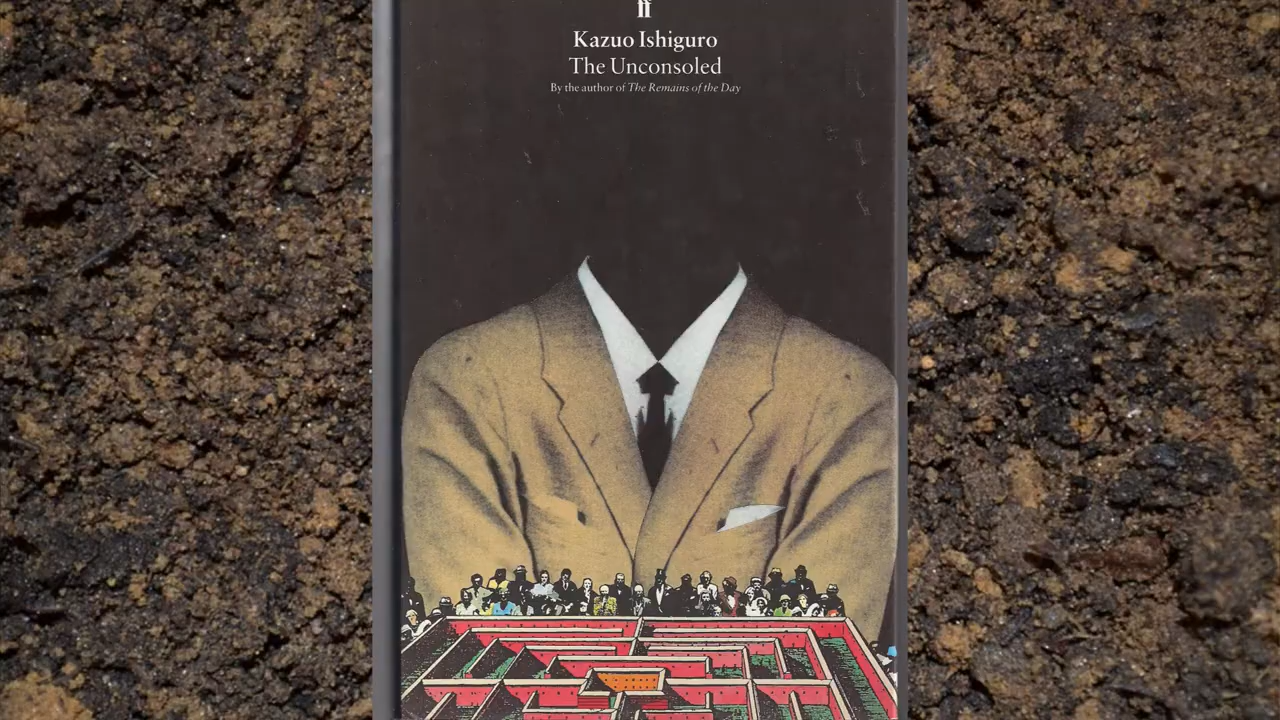 ff
Kazuo Ishiguro
The Unconsoled
By the author of The Remains of the Day